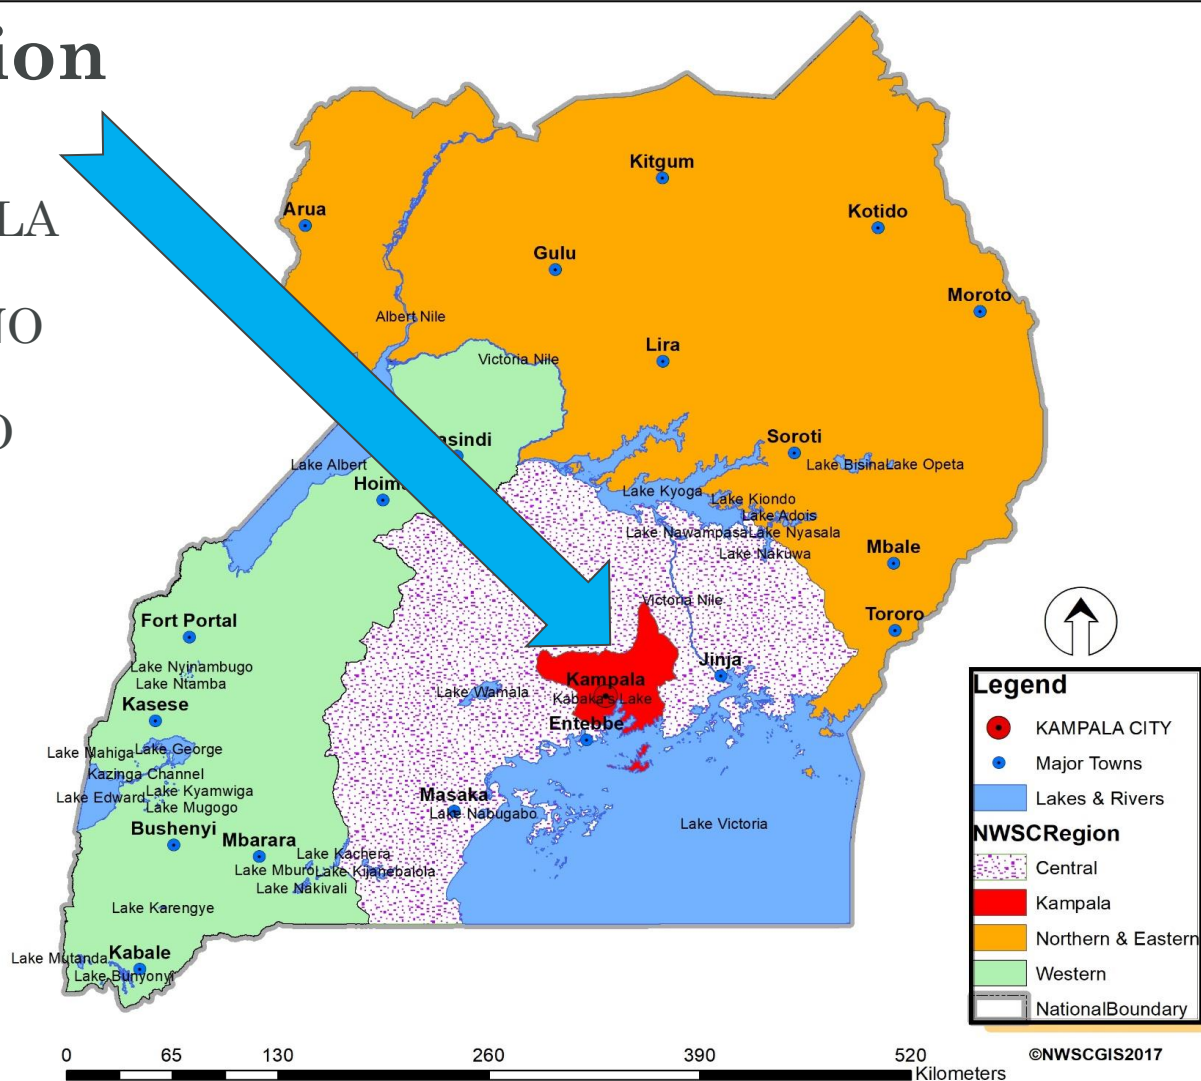 ion
LA
NO
O
Kitgum
Arua
Kotido
Gulu
Moroto
Albert Nile
Lira
Victoria Nile
asindi
Soroti
Lake Albert
Lake Bisina
Lake Opeta
Hoim
Lake Kyoga
Lake Kiondo
Lake Adois
Lake Nawampasa
Lake Nyasala
Lake Nakuwa
Mbale
Victoria Nile
Fort Portal
Tororo
Lake Nyinambugo
Lake Ntamba
Jinja
Kampala
Lake Wamala
Kabaka's Lake
Kasese
Entebbe
Lake Mahiga
Lake George
Kazinga Channel
Lake Kyamwiga
Lake Edward
Lake Mugogo
Masaka
Lake Nabugabo
Lake Victoria
Bushenyi
Mbarara
Lake Kachera
Lake Mburo
Lake Kijanebalola
Lake Nakivali
Lake Karengye
Lake Mutanda
Kabale
Lake Bunyonyi
Legend
KAMPALA CITY
Major Towns
Lakes & Rivers
NWSCRegion
Central
Kampala
Northern & Eastern
Western
NationalBoundary
0 65 130 260 390 520
Kilometers
©NWSCGIS2017